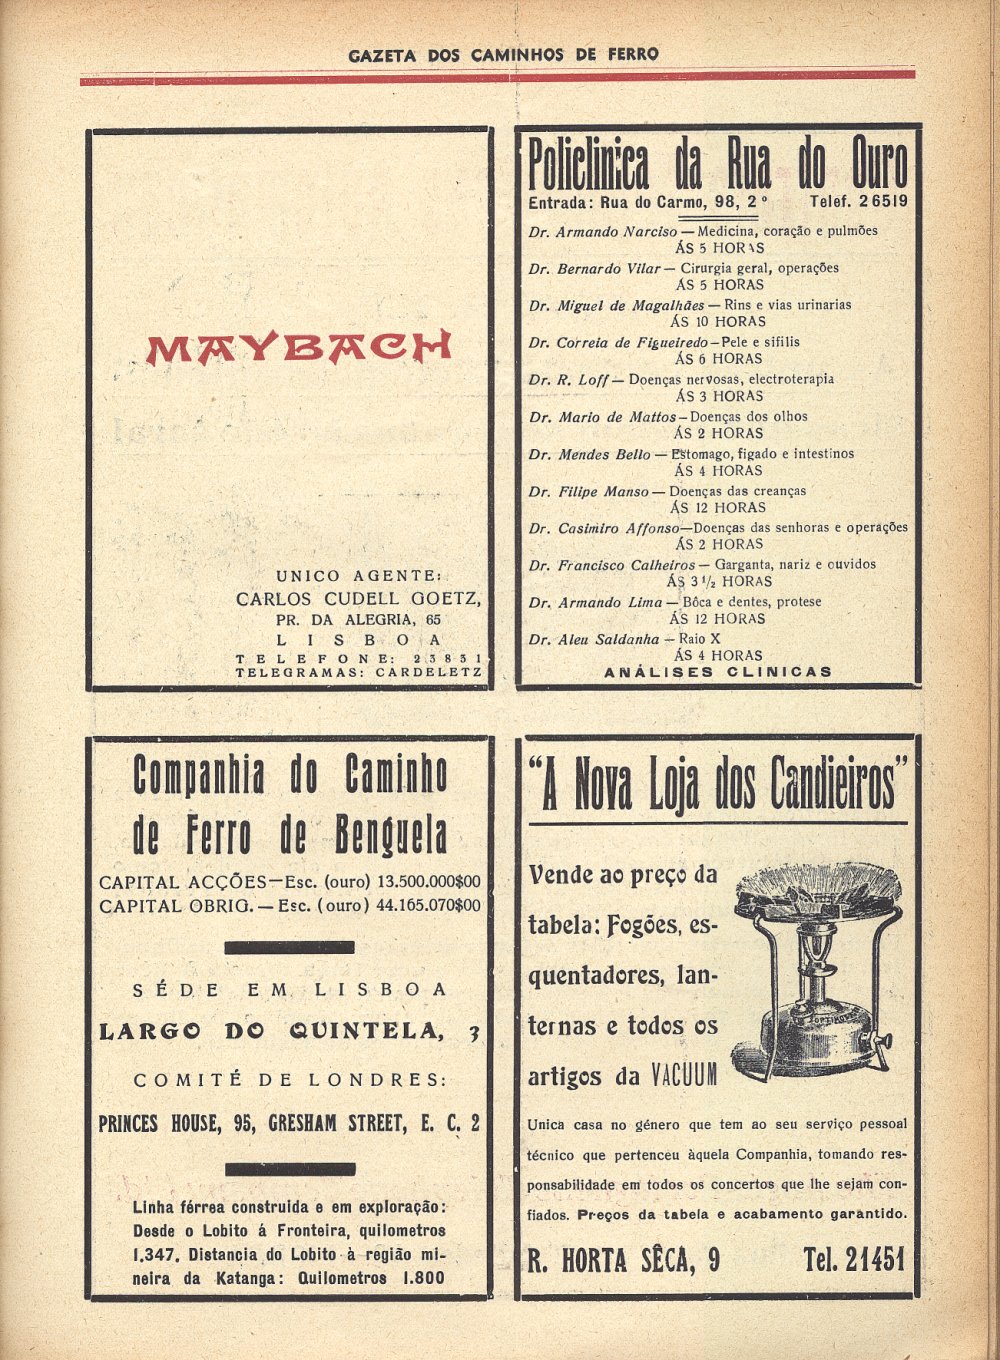 GAZETA DOS CAMINHOS DE FERRO
MAYBACH
UNICO AGENTE:
CARLOS CUDELL GOETZ,
PR. DA ALEGRIA, 65
LISBOA
TELEFONE: 23831
TELEGRAMAS: CARDELETZ
Policlinica da Rua do Ouro
Entrada: Rua do Carmo, 98, 2º Telef. 26519
Dr. Armando Narciso — Medicina, coração e pulmões
ÁS 5 HORAS
Dr. Bernardo Vilar — Cirurgia geral, operações
ÁS 5 HORAS
Dr. Miguel de Magalhães — Rins e vias urinarias
ÁS 10 HORAS
Dr. Correia de Figueiredo — Pele e sifilis
ÁS 6 HORAS
Dr. R. Loff — Doenças nervosas, electroterapia
ÁS 3 HORAS
Dr. Mario de Mattos — Doenças dos olhos
ÁS 2 HORAS
Dr. Mendes Bello — Estomago, figado e intestinos
ÁS 4 HORAS
Dr. Filipe Manso — Doenças das creanças
ÁS 12 HORAS
Dr. Casimiro Affonso — Doenças das senhoras e operações
ÁS 2 HORAS
Dr. Francisco Calheiros — Garganta, nariz e ouvidos
ÁS 3 1/2 HORAS
Dr. Armando Lima — Bôca e dentes, protese
ÁS 12 HORAS
Dr. Aleu Saldanha — Raio X
ÁS 4 HORAS
ANÁLISES CLINICAS
Companhia do Caminho
de Ferro de Benguela
CAPITAL ACÇÕES — Esc. (ouro) 13.500.000$00
CAPITAL OBRIG. — Esc. (ouro) 44.165.070$00
SÉDE EM LISBOA
LARGO DO QUINTELA, 3
COMITÉ DE LONDRES:
PRINCES HOUSE, 95, GRESHAM STREET, E. C. 2
Linha férrea construida e em exploração:
Desde o Lobito á Fronteira, quilometros
1.347. Distancia do Lobito à região mi-
neira da Katanga: Quilometros 1.800
"A Nova Loja dos Candieiros"
Vende ao preço da
tabela: Fogões, es-
quentadores, lan-
ternas e todos os
artigos da VACUUM
Unica casa no género que tem ao seu serviço pessoal
técnico que pertenceu àquela Companhia, tomando res-
ponsabilidade em todos os concertos que lhe sejam con-
fiados. Preços da tabela e acabamento garantido.
R. HORTA SÊCA, 9 Tel. 21451